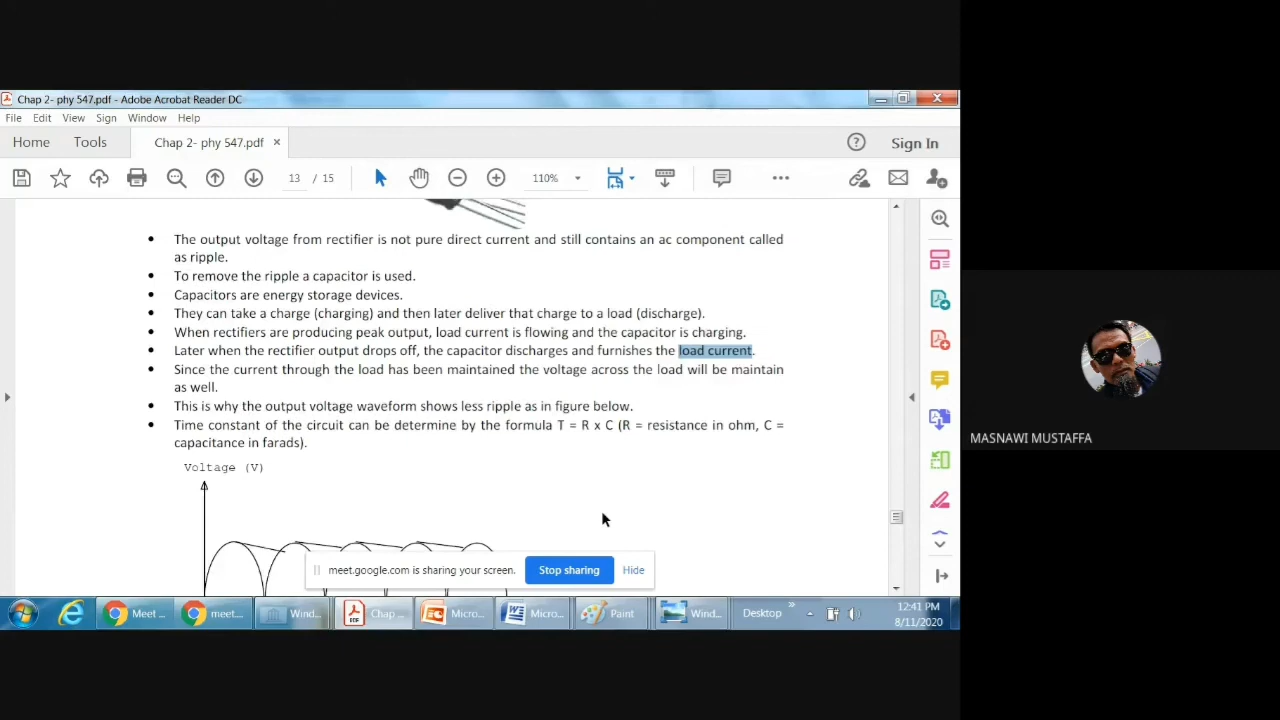 Chap 2- phy 547.pdf - Adobe Acrobat Reader DC
File Edit View Sign Window Help
Home Tools Chap 2- phy 547.pdf × Sign In
13 / 15 110%
• The output voltage from rectifier is not pure direct current and still contains an ac component called
as ripple.
• To remove the ripple a capacitor is used.
• Capacitors are energy storage devices.
• They can take a charge (charging) and then later deliver that charge to a load (discharge).
• When rectifiers are producing peak output, load current is flowing and the capacitor is charging.
• Later when the rectifier output drops off, the capacitor discharges and furnishes the load current.
• Since the current through the load has been maintained the voltage across the load will be maintain
as well.
• This is why the output voltage waveform shows less ripple as in figure below.
• Time constant of the circuit can be determine by the formula T = R x C (R = resistance in ohm, C =
capacitance in farads).
Voltage (V)
meet.google.com is sharing your screen. Stop sharing Hide
Meet ... meet... Wind... Chap ... Micro... Micro... Paint Wind... Desktop »
12:41 PM
8/11/2020
MASNAWI MUSTAFFA